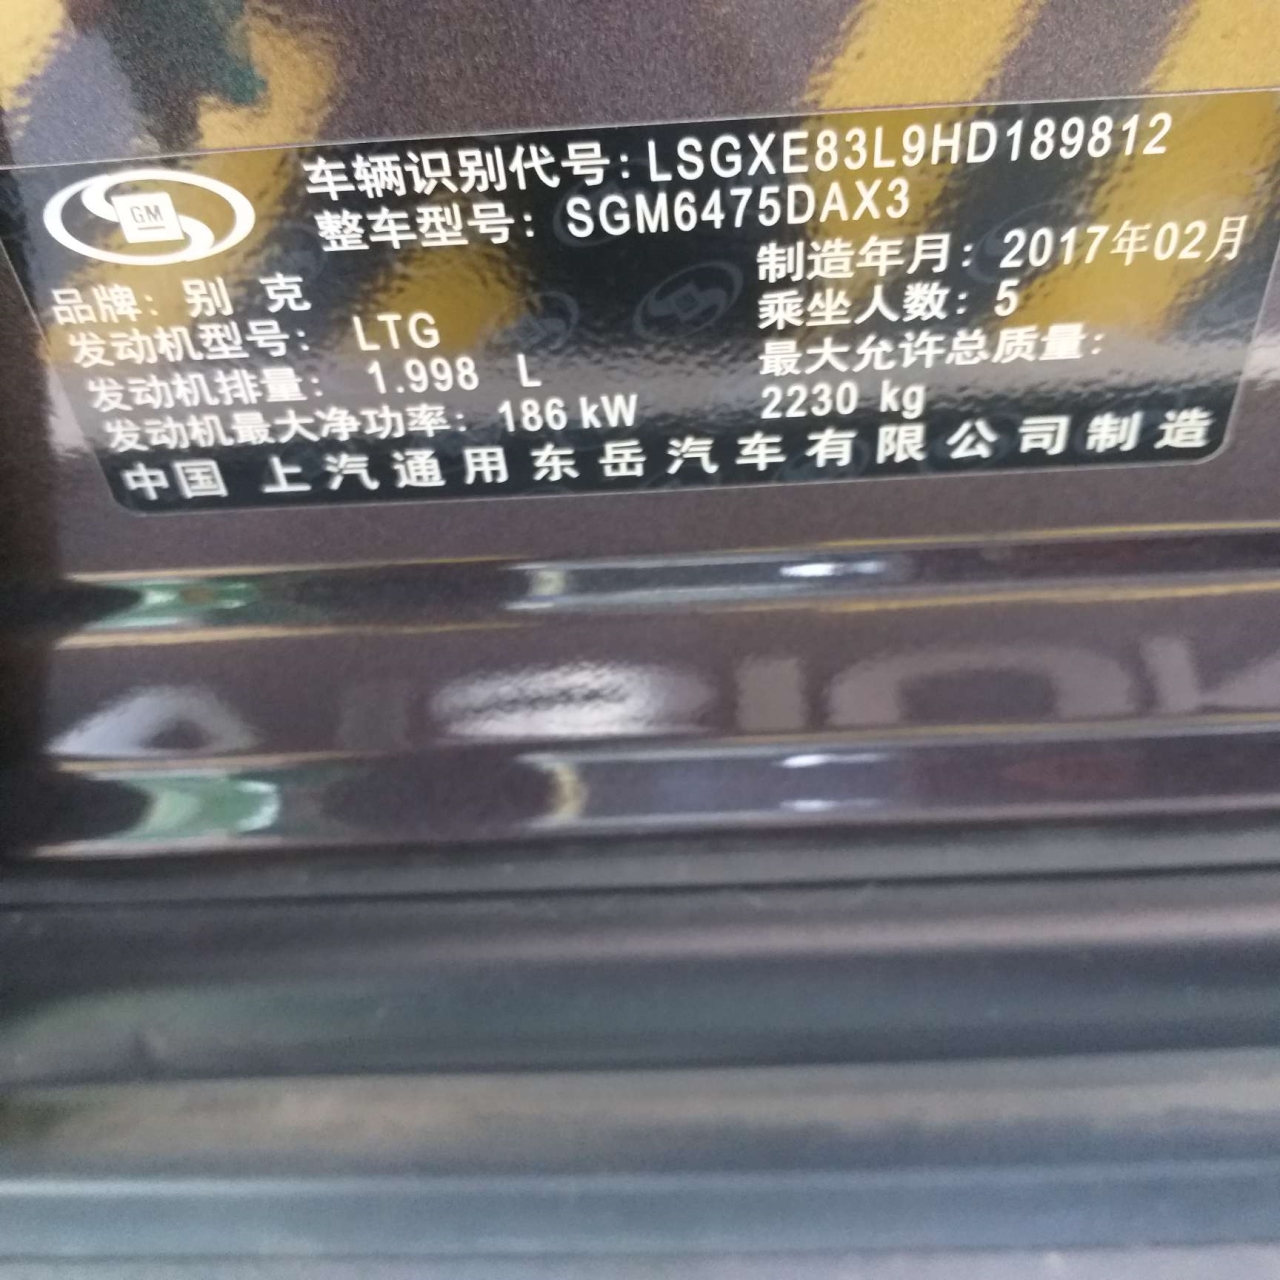 车辆识别代号：LSGXE83L9HD189812
整车型号：SGM6475DAX3
GM
品牌：别 克
制造年月：2017年02月
发动机型号： LTG
乘坐人数：5
发动机排量： 1.998 L
最大允许总质量：
发动机最大净功率：186 kW
2230 kg
中国 上汽通用东岳汽车有限公司制造